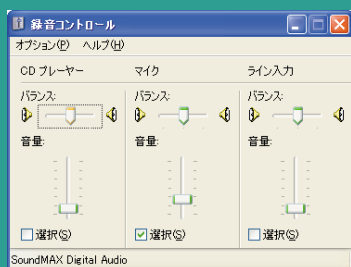 録音コントロール
オプション(P) ヘルプ(H)
CD プレーヤー マイク ライン入力
バランス: バランス: バランス:
音量: 音量: 音量:
選択(S) 選択(S) 選択(S)
SoundMAX Digital Audio